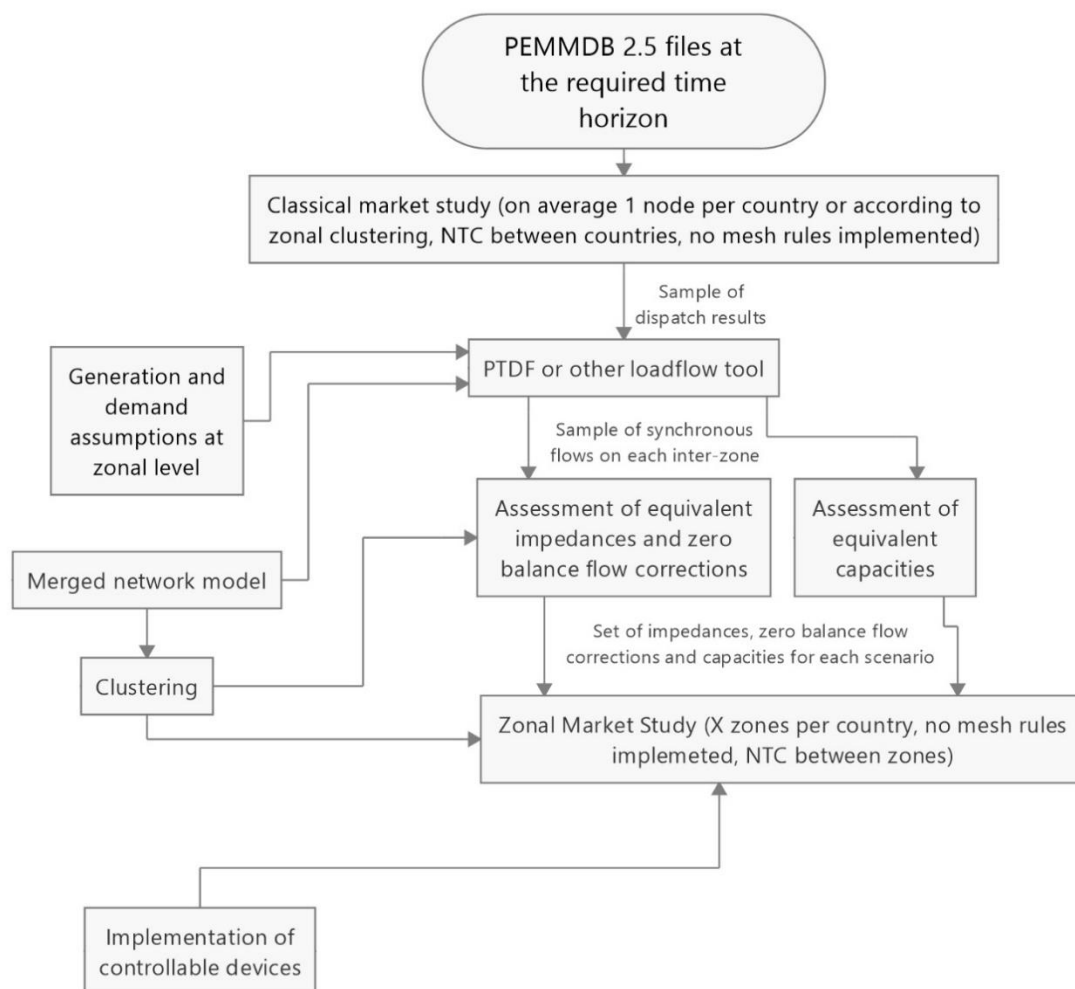 PEMMDB 2.5 files at
the required time
horizon
Classical market study (on average 1 node per country or according to
zonal clustering, NTC between countries, no mesh rules implemented)
Sample of
dispatch results
Generation and
demand
assumptions at
zonal level
PTDF or other loadflow tool
Sample of synchronous
flows on each inter-zone
Assessment of equivalent
impedances and zero
balance flow corrections
Assessment of
equivalent
capacities
Merged network model
Set of impedances, zero balance flow
corrections and capacities for each scenario
Clustering
Zonal Market Study (X zones per country, no mesh rules
implemeted, NTC between zones)
Implementation of
controllable devices